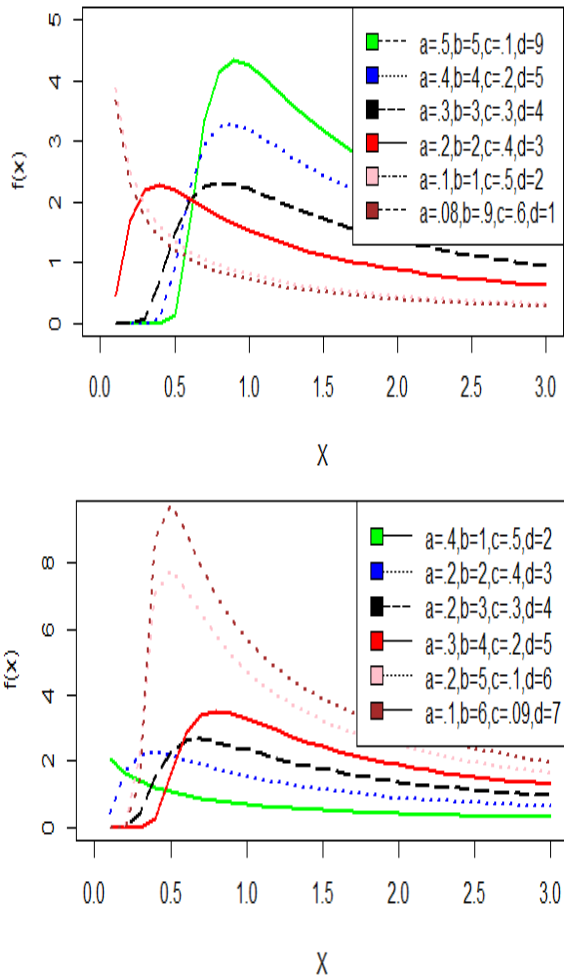 f(x)
5
4
3
2
1
0
a=.5,b=5,c=.1,d=9
a=.4,b=4,c=.2,d=5
a=.3,b=3,c=.3,d=4
a=.2,b=2,c=.4,d=3
a=.1,b=1,c=.5,d=2
a=.08,b=.9,c=.6,d=1
0.0 0.5 1.0 1.5 2.0 2.5 3.0
X
f(x)
8
6
4
2
0
a=.4,b=1,c=.5,d=2
a=.2,b=2,c=.4,d=3
a=.2,b=3,c=.3,d=4
a=.3,b=4,c=.2,d=5
a=.2,b=5,c=.1,d=6
a=.1,b=6,c=.09,d=7
0.0 0.5 1.0 1.5 2.0 2.5 3.0
X